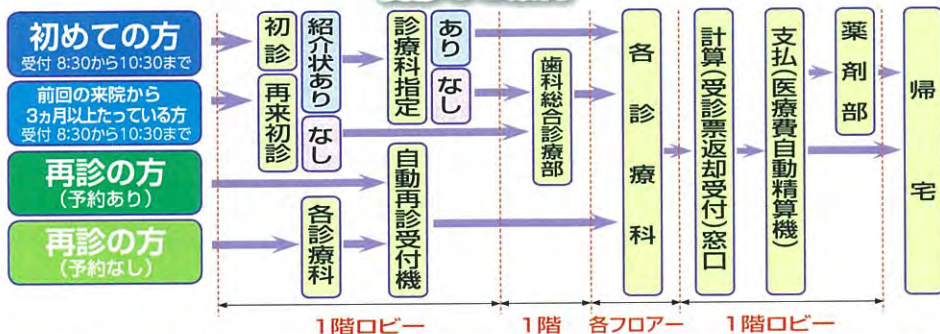 初めての方
受付 8:30から10:30まで
前回の来院から
3ヵ月以上たっている方
受付 8:30から10:30まで
再診の方
(予約あり)
再診の方
(予約なし)
初診
再来初診
紹介状あり
なし
各診療科
診療科指定
あり
なし
自動再診受付機
歯科総合診療部
各診療科
計算(受診票返却受付)窓口
支払(医療費自動精算機)
薬剤部
帰宅
1階ロビー
1階
各フロアー
1階ロビー